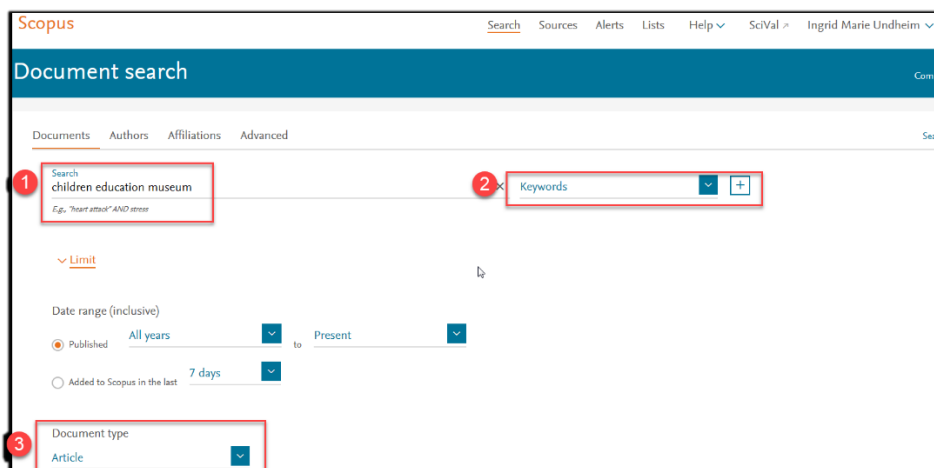 Scopus
Search Sources Alerts Lists Help SciVal Ingrid Marie Undheim
Document search
Com
Documents Authors Affiliations Advanced
Sea
1
Search
children education museum
2
Keywords
E.g., "heart attack" AND stress
Limit
Date range (inclusive)
Published All years to Present
Added to Scopus in the last 7 days
3
Document type
Article